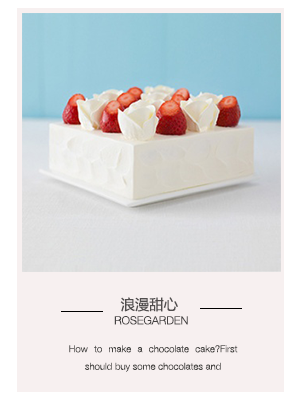 浪漫甜心
ROSEGARDEN
How to make a chocolate cake?First
should buy some chocolates and